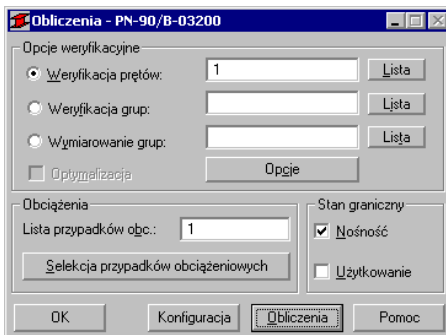 Obliczenia - PN-90/B-03200
Opcje weryfikacyjne
Weryfikacja prętów: 1 Lista
Weryfikacja grup: Lista
Wymiarowanie grup: Lista
Optymalizacja Opcje
Obciążenia
Lista przypadków obc.: 1
Selekcja przypadków obciążeniowych
Stan graniczny
Nośność
Użytkowanie
OK Konfiguracja Obliczenia Pomoc